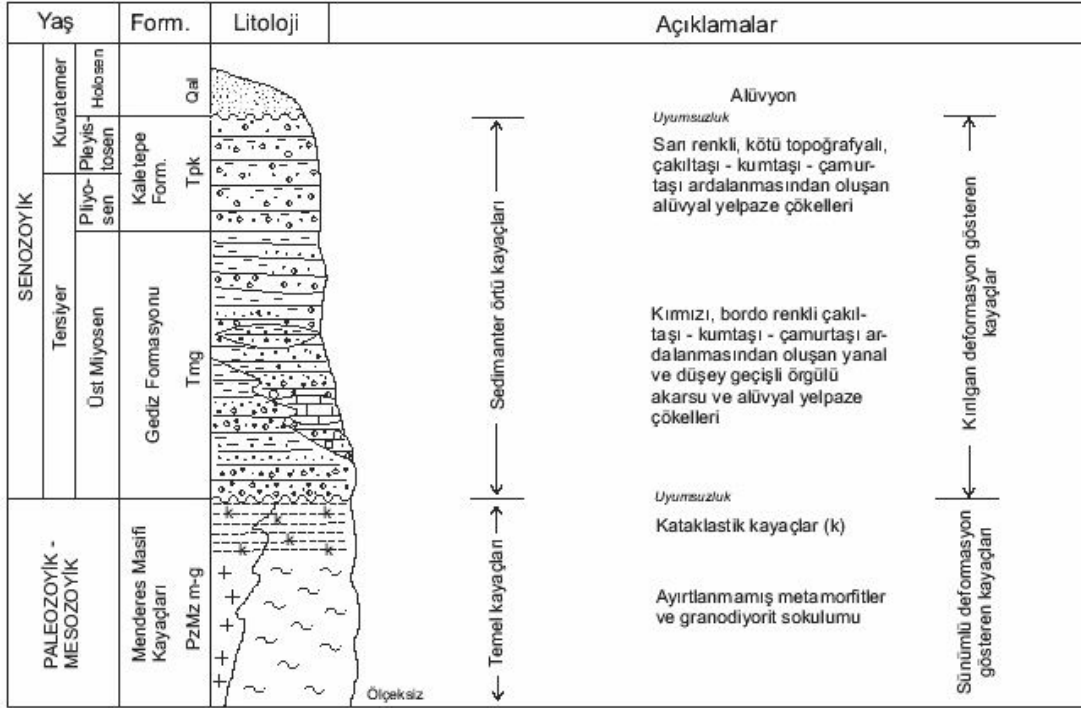 Yaş
Form.
Litoloji
Açıklamalar
SENOZOYİK
Kuvaterner
Holosen
Qal
Alüvyon
Uyumsuzluk
Pleyis-
tosen
Tersiyer
Pliyo-
sen
Kaletepe
Form.
Tpk
Sarı renkli, kötü topoğrafyalı,
çakıltaşı - kumtaşı - çamur-
taşı ardalanmasından oluşan
alüvyal yelpaze çökelleri
Üst Miyosen
Gediz Formasyonu
Tmg
Sedimanter örtü kayaçları
Kırmızı, bordo renkli çakıl-
taşı - kumtaşı - çamurtaşı ar-
dalanmasından oluşan yanal
ve düşey geçişli örgülü
akarsu ve alüvyal yelpaze
çökelleri
Kırılgan deformasyon gösteren
kayaçlar
Uyumsuzluk
PALEOZOYİK -
MESOZOYİK
Menderes Masifi
Kayaçları
PzMz m-g
k k k
k k
k k
Temel kayaçları
Kataklastik kayaçlar (k)
Ayırtlanmamış metamorfitler
ve granodiyorit sokulumu
Sünümlü deformasyon
gösteren kayaçları
Ölçeksiz